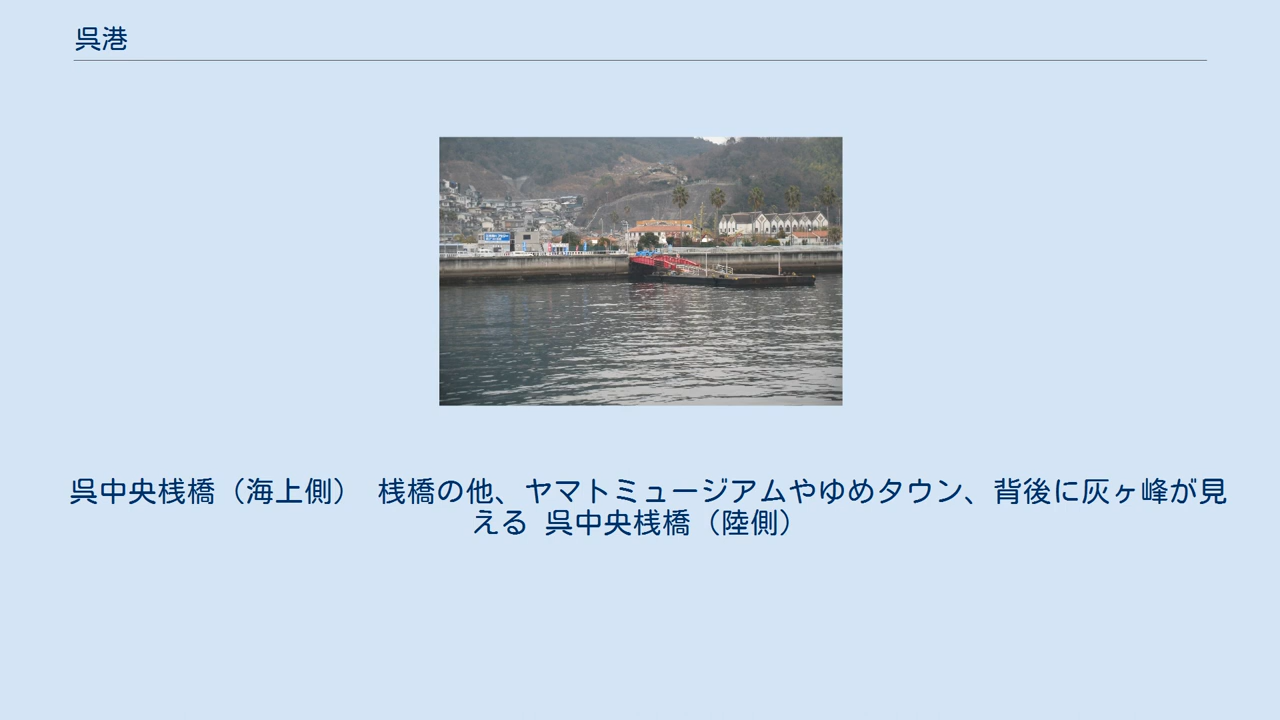 呉港
呉中央桟橋（海上側） 桟橋の他、ヤマトミュージアムやゆめタウン、背後に灰ヶ峰が見
える 呉中央桟橋（陸側）